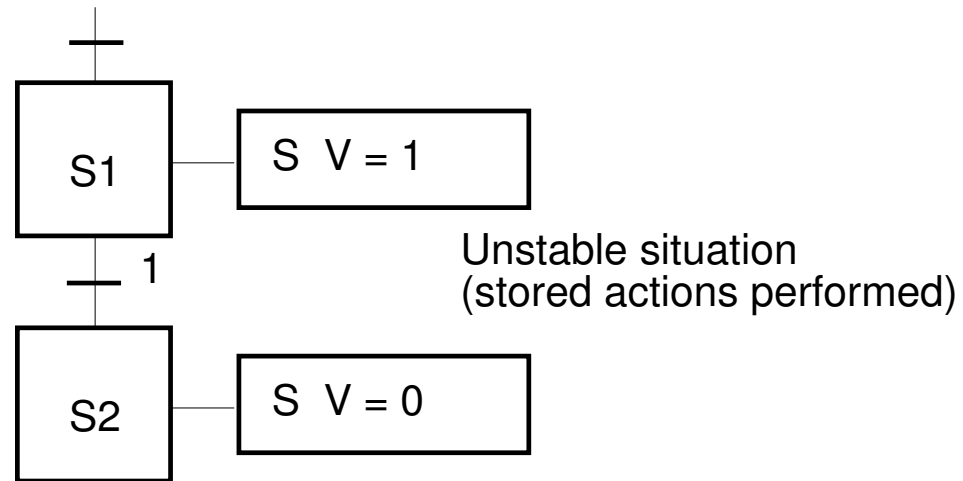 S1
S V = 1
1
Unstable situation
(stored actions performed)
S2
S V = 0